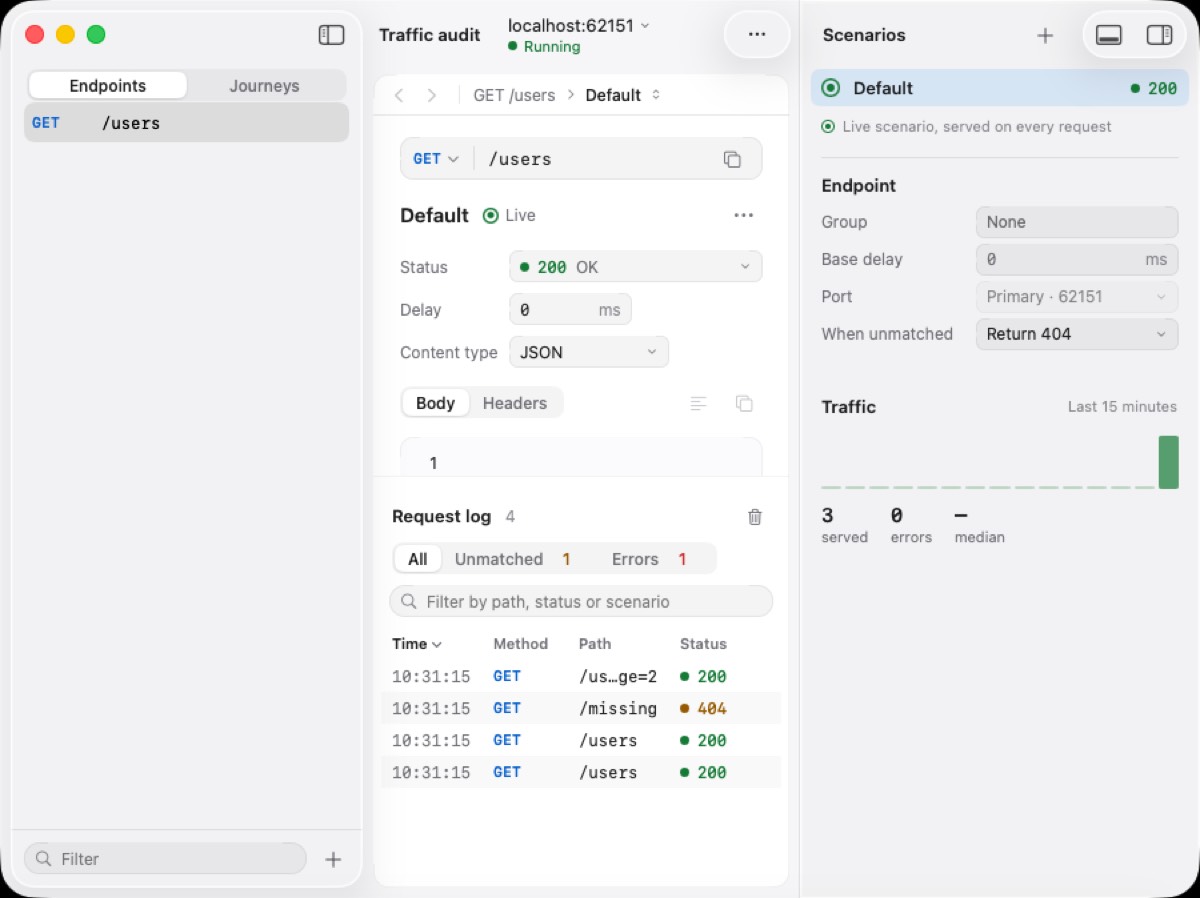 Endpoints
Journeys
GET /users
Filter
Traffic audit
localhost:62151
Running
GET /users
Default
GET /users
Default
Live
Status
200 OK
Delay
0 ms
Content type
JSON
Body
Headers
1
Request log 4
All
Unmatched 1
Errors 1
Filter by path, status or scenario
Time Method Path Status
10:31:15 GET /us…ge=2 200
10:31:15 GET /missing 404
10:31:15 GET /users 200
10:31:15 GET /users 200
Scenarios
Default 200
Live scenario, served on every request
Endpoint
Group
None
Base delay
0 ms
Port
Primary · 62151
When unmatched
Return 404
Traffic
Last 15 minutes
3 0 –
served errors median